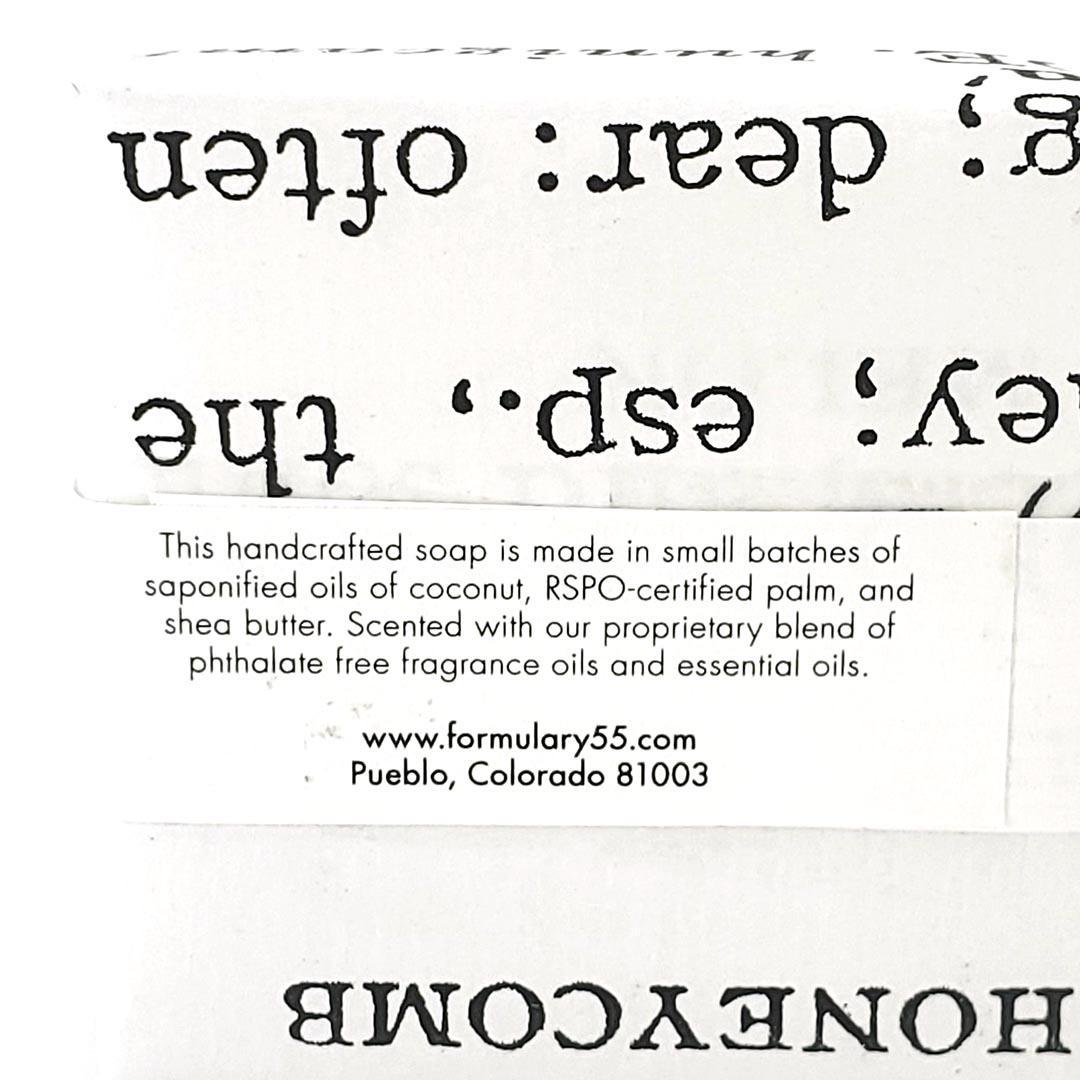 g; dear: often
ey; esp., the
This handcrafted soap is made in small batches of
saponified oils of coconut, RSPO-certified palm, and
shea butter. Scented with our proprietary blend of
phthalate free fragrance oils and essential oils.
www.formulary55.com
Pueblo, Colorado 81003
HONEYCOMB